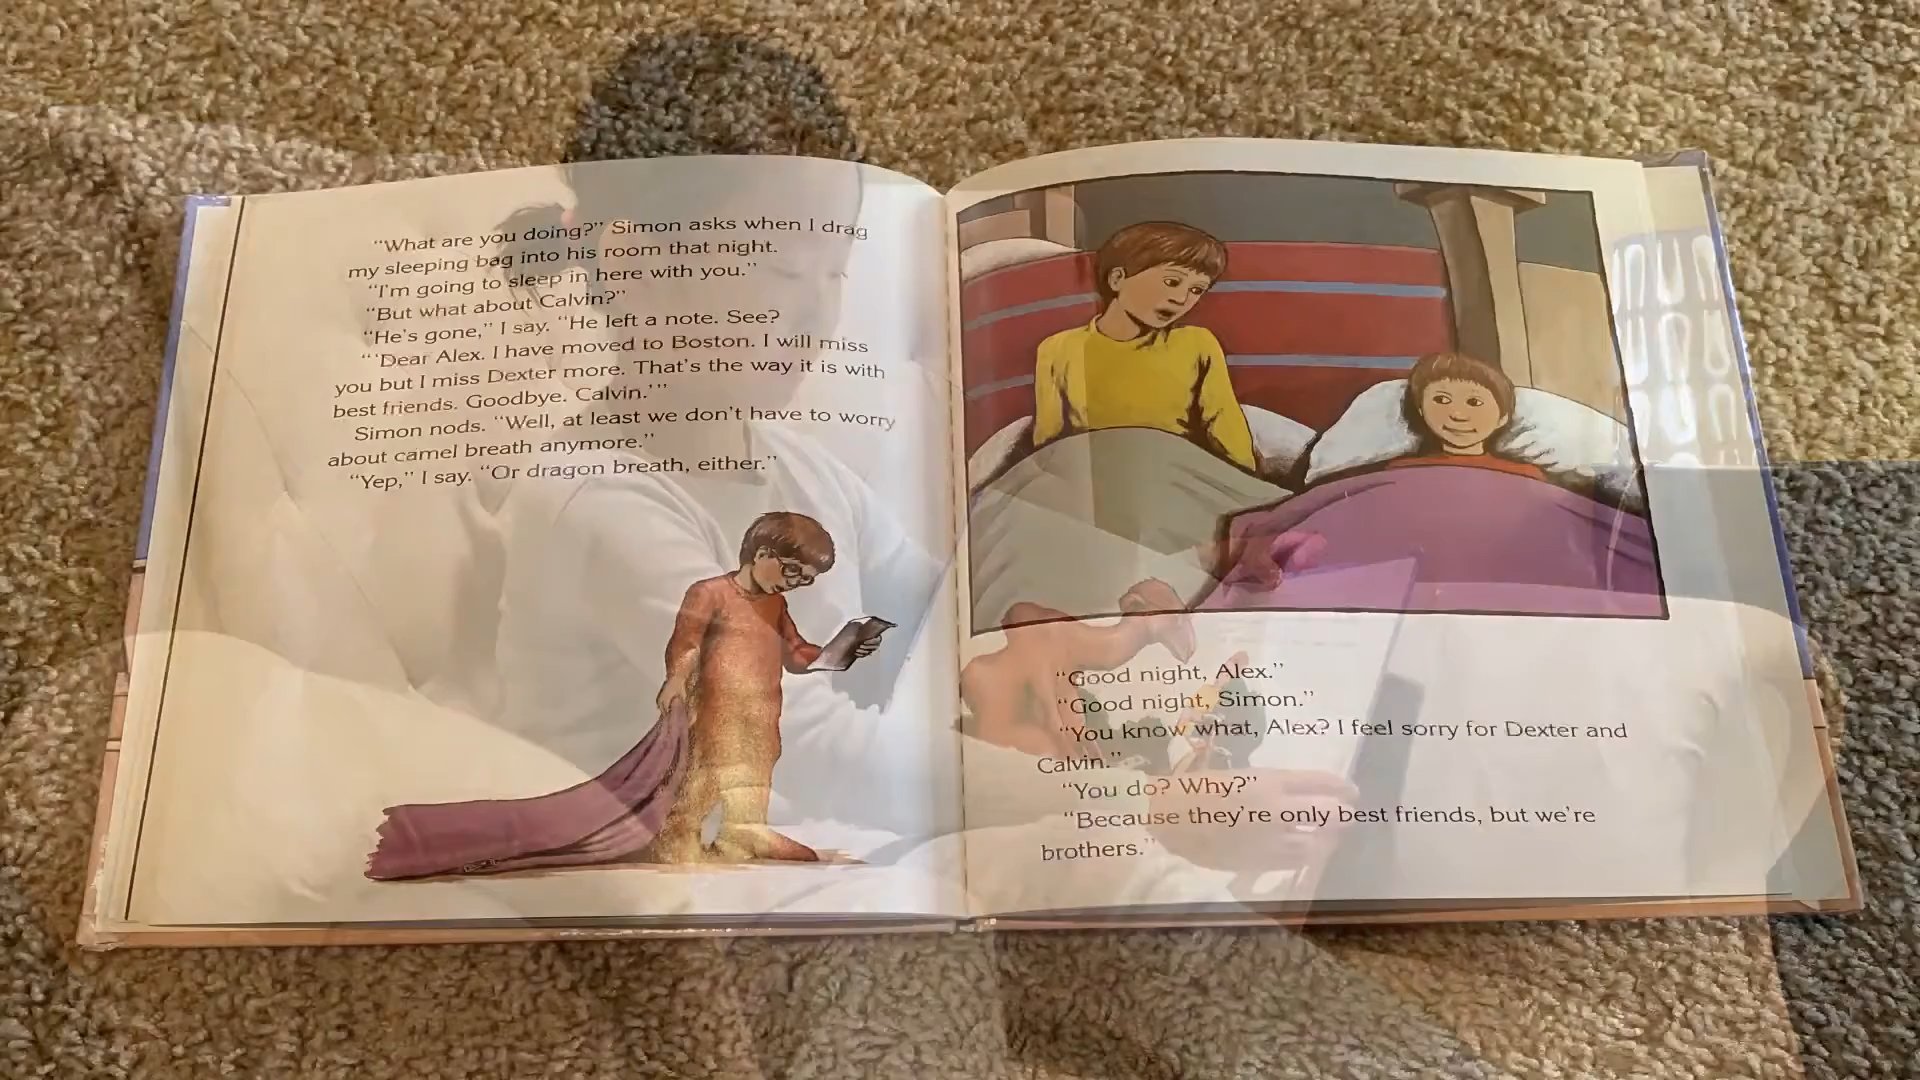 “What are you doing?” Simon asks when I drag
my sleeping bag into his room that night.
“I'm going to sleep in here with you.”
“But what about Calvin?”
“He's gone,” I say. “He left a note. See?
“‘Dear Alex. I have moved to Boston. I will miss
you but I miss Dexter more. That's the way it is with
best friends. Goodbye. Calvin.’”
Simon nods. “Well, at least we don't have to worry
about camel breath anymore.”
“Yep,” I say. “Or dragon breath, either.”
“Good night, Alex.”
“Good night, Simon.”
“You know what, Alex? I feel sorry for Dexter and
Calvin.”
“You do? Why?”
“Because they're only best friends, but we're
brothers.”